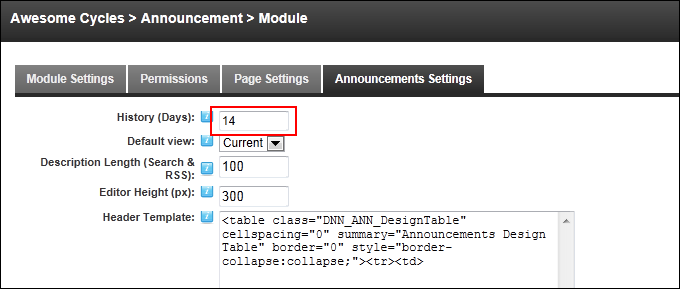 Awesome Cycles > Announcement > Module
Module Settings Permissions Page Settings Announcements Settings
History (Days): 14
Default view: Current
Description Length (Search &
RSS): 100
Editor Height (px): 300
Header Template: <table class="DNN_ANN_DesignTable"
cellspacing="0" summary="Announcements Design
Table" border="0" style="border-
collapse:collapse;"><tr><td>